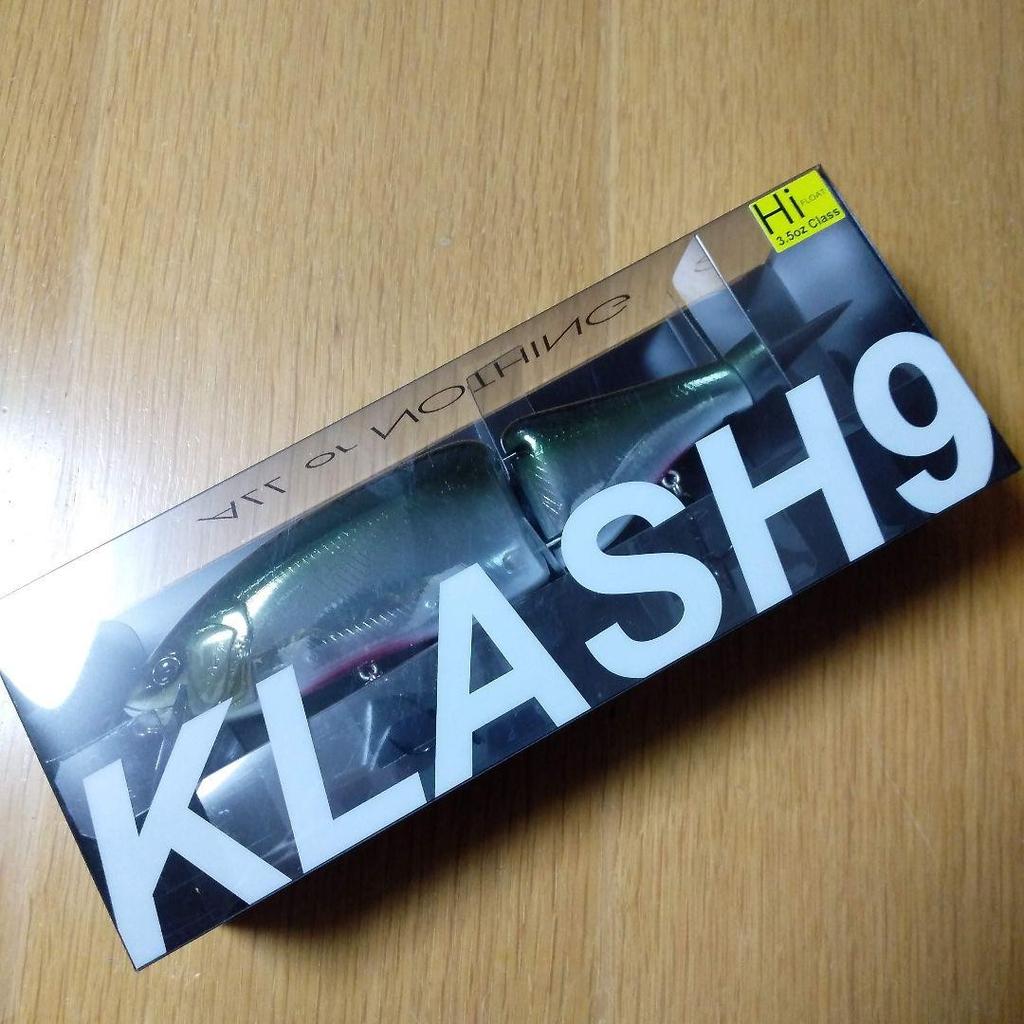 Hi FLOAT
3.5oz Class
ALL or NOTHING
KLASH9